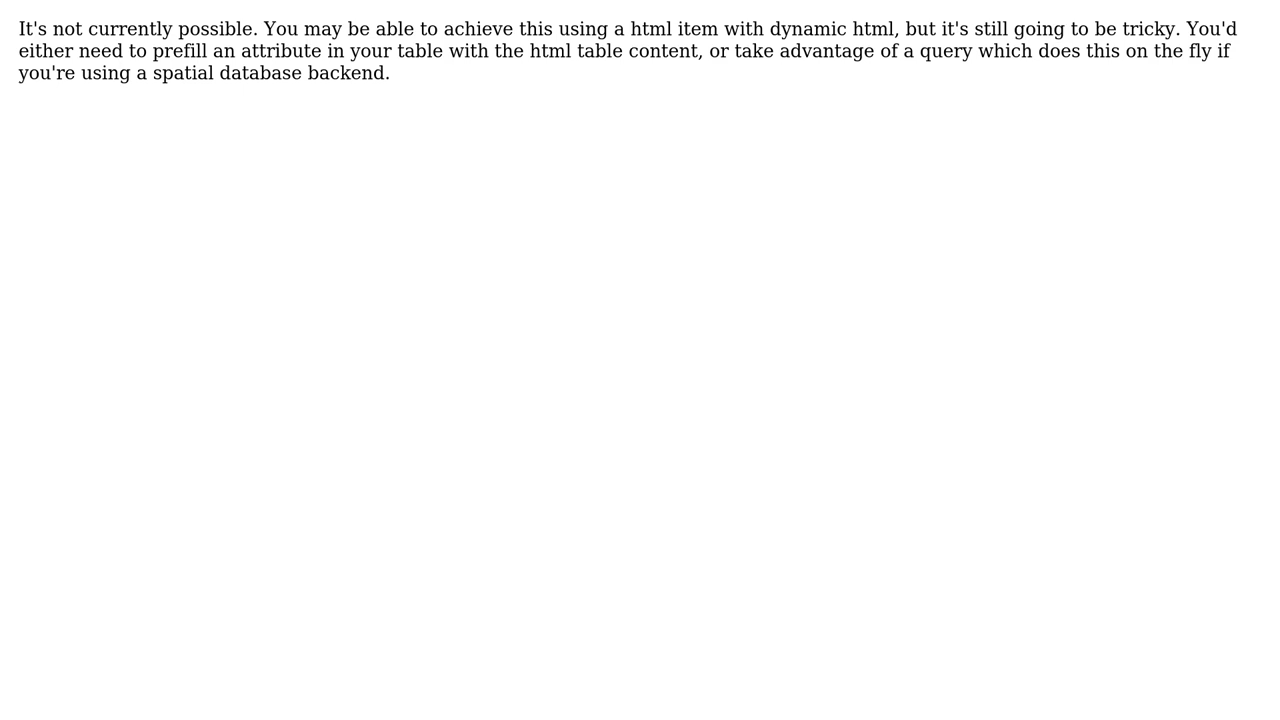 It's not currently possible. You may be able to achieve this using a html item with dynamic html, but it's still going to be tricky. You'd
either need to prefill an attribute in your table with the html table content, or take advantage of a query which does this on the fly if
you're using a spatial database backend.